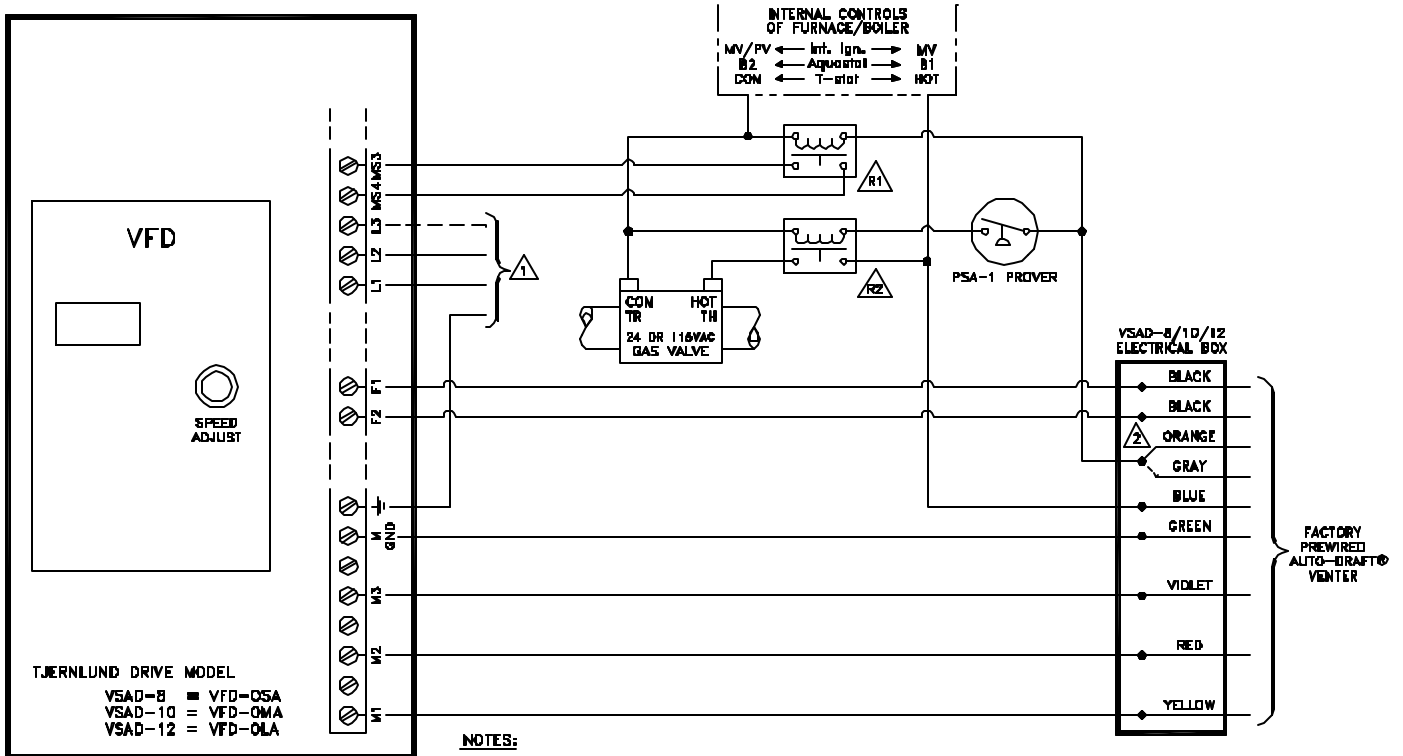 INTERNAL CONTROLS
OF FURNACE/BOILER
MV/PV Int. Ign. MV
B2 Aquastat B1
COM T-stat HOT
VFD
SPEED
ADJUST
MS3
MS4
L3
L2
L1
F1
F2
M
GND
M3
M2
M1
R1
R2
1
PSA-1 PROVER
COM HOT
TR TH
24 OR 115VAC
GAS VALVE
VSAD-8/10/12
ELECTRICAL BOX
BLACK
BLACK
2 ORANGE
GRAY
BLUE
GREEN
VIOLET
RED
YELLOW
FACTORY
PREWIRED
AUTO-DRAFT®
VENTER
TJERNLUND DRIVE MODEL
VSAD-8 = VFD-OSA
VSAD-10 = VFD-OMA
VSAD-12 = VFD-OLA
NOTES: